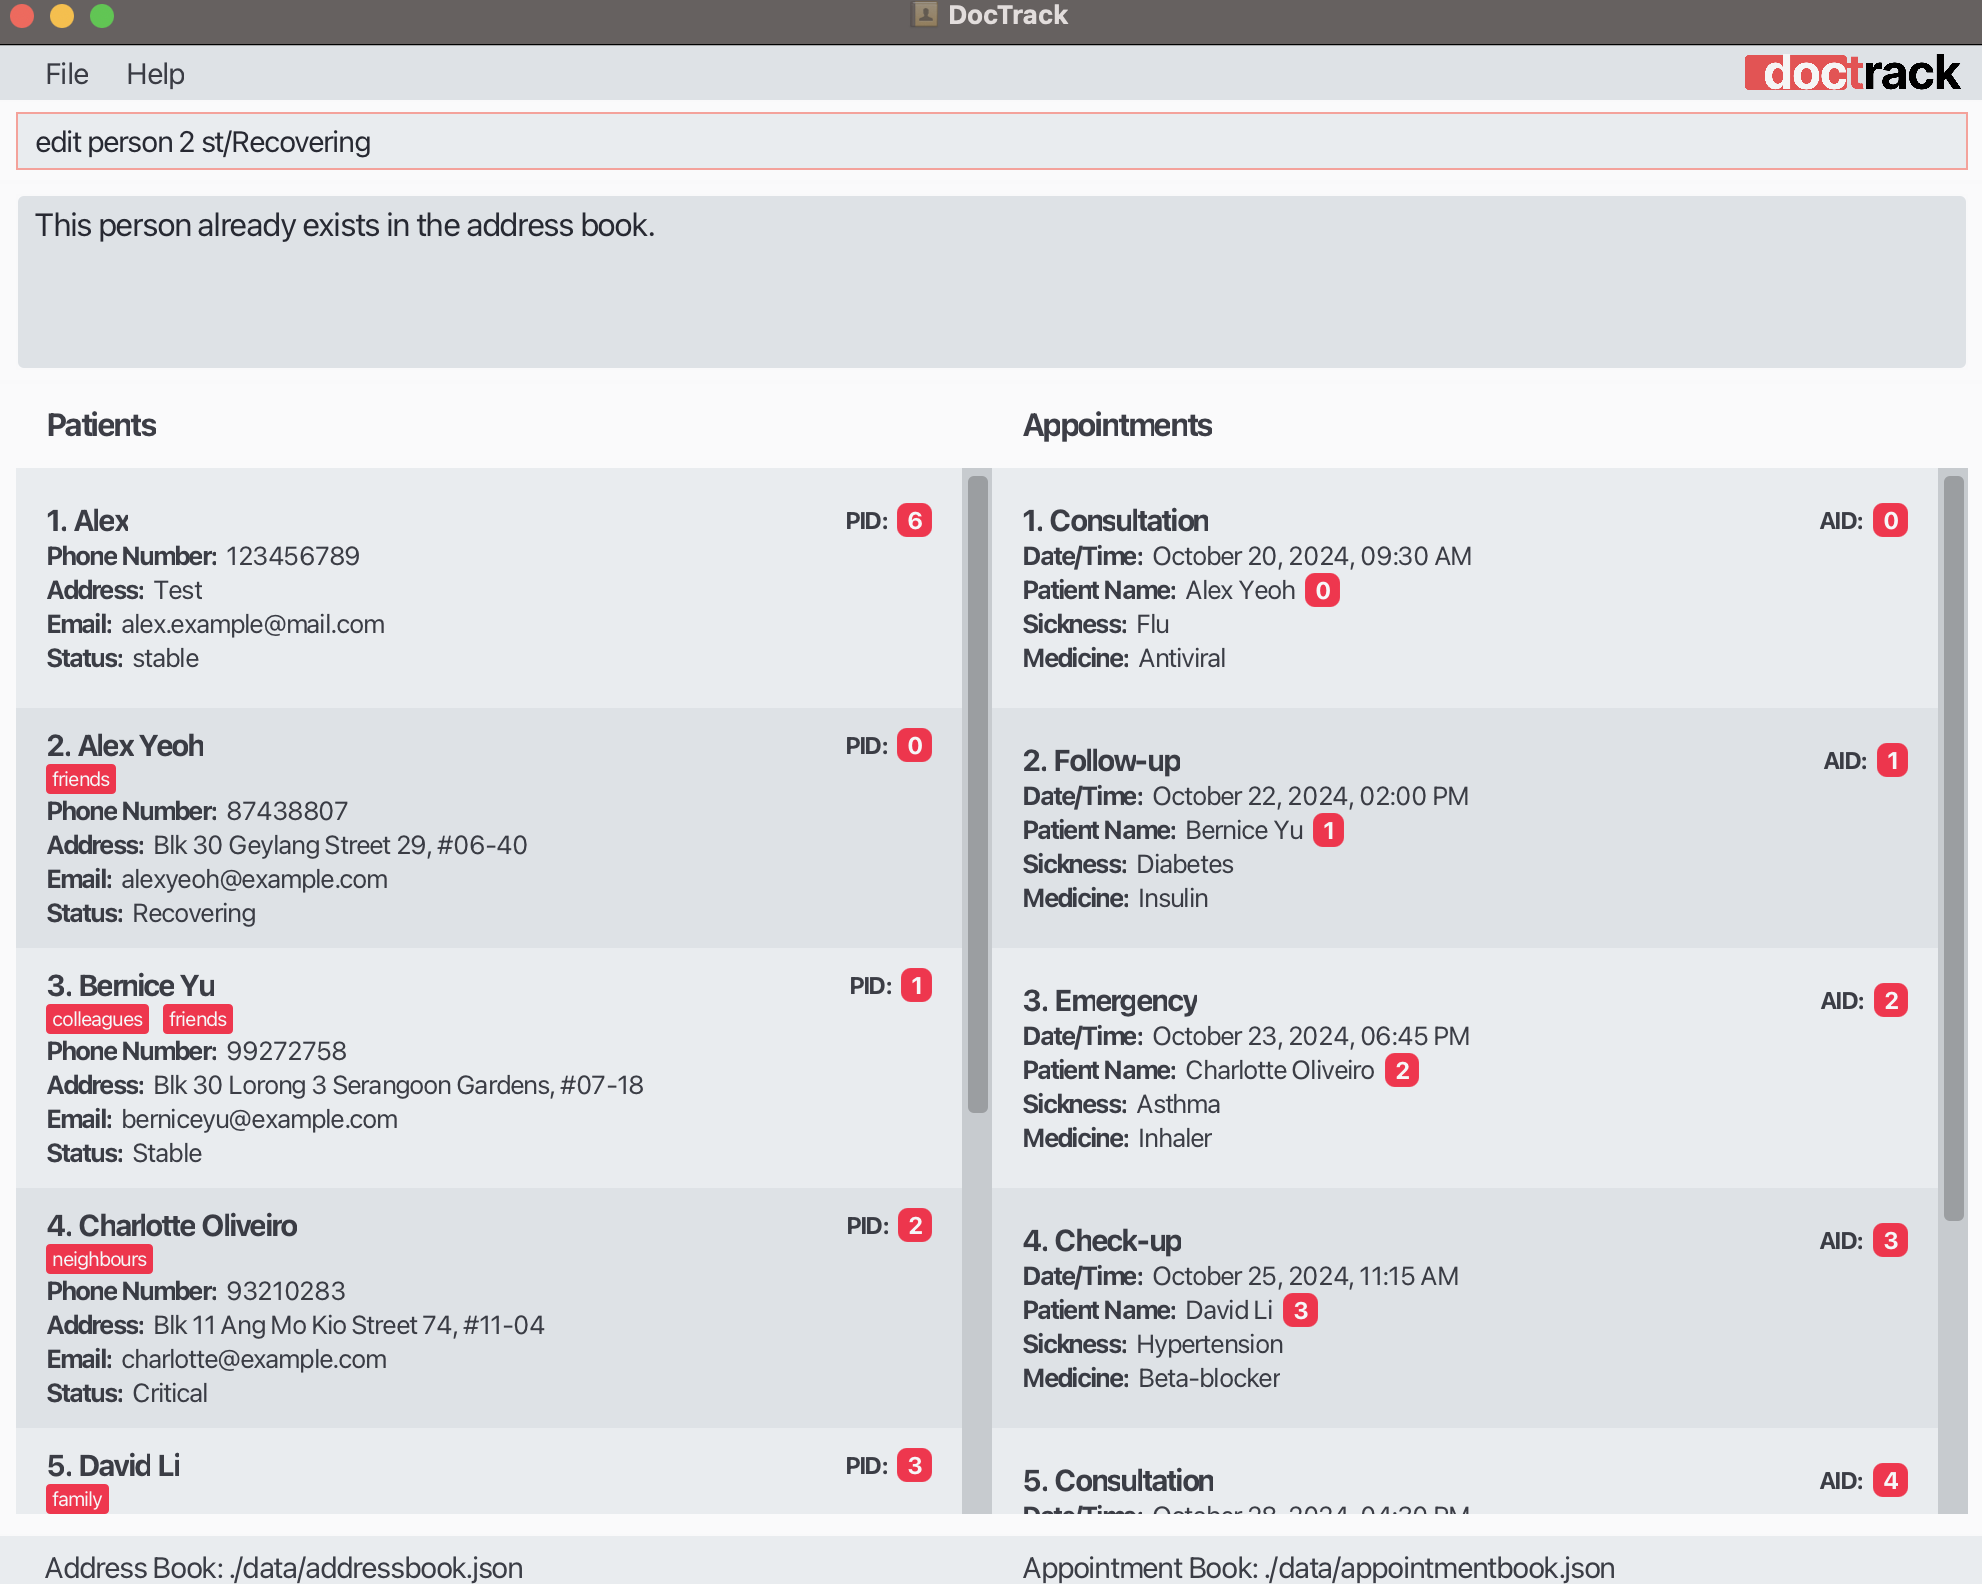 DocTrack
File Help
doctrack
edit person 2 st/Recovering
This person already exists in the address book.
Patients
1. Alex PID: 6
Phone Number: 123456789
Address: Test
Email: alex.example@mail.com
Status: stable
2. Alex Yeoh PID: 0
friends
Phone Number: 87438807
Address: Blk 30 Geylang Street 29, #06-40
Email: alexyeoh@example.com
Status: Recovering
3. Bernice Yu PID: 1
colleagues friends
Phone Number: 99272758
Address: Blk 30 Lorong 3 Serangoon Gardens, #07-18
Email: berniceyu@example.com
Status: Stable
4. Charlotte Oliveiro PID: 2
neighbours
Phone Number: 93210283
Address: Blk 11 Ang Mo Kio Street 74, #11-04
Email: charlotte@example.com
Status: Critical
5. David Li PID: 3
family
Appointments
1. Consultation AID: 0
Date/Time: October 20, 2024, 09:30 AM
Patient Name: Alex Yeoh 0
Sickness: Flu
Medicine: Antiviral
2. Follow-up AID: 1
Date/Time: October 22, 2024, 02:00 PM
Patient Name: Bernice Yu 1
Sickness: Diabetes
Medicine: Insulin
3. Emergency AID: 2
Date/Time: October 23, 2024, 06:45 PM
Patient Name: Charlotte Oliveiro 2
Sickness: Asthma
Medicine: Inhaler
4. Check-up AID: 3
Date/Time: October 25, 2024, 11:15 AM
Patient Name: David Li 3
Sickness: Hypertension
Medicine: Beta-blocker
5. Consultation AID: 4
Date/Time: October 28, 2024, 04:30 PM
Address Book: ./data/addressbook.json
Appointment Book: ./data/appointmentbook.json